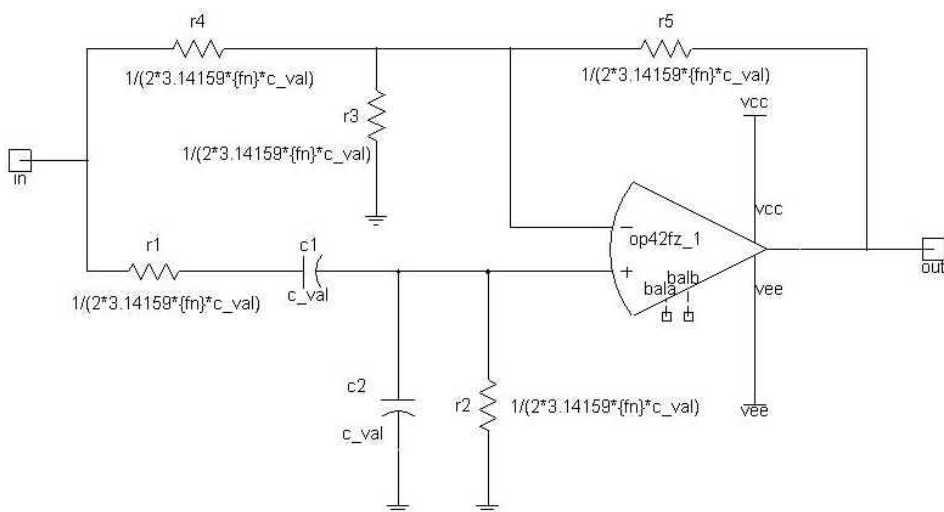 r4
r5
1/(2*3.14159*{fn}*c_val)
1/(2*3.14159*{fn}*c_val)
vcc
r3
1/(2*3.14159*{fn}*c_val)
in
vcc
op42fz_1
r1
c1
out
bala
balb
vee
1/(2*3.14159*{fn}*c_val)
c_val
c2
r2
1/(2*3.14159*{fn}*c_val)
vee
c_val